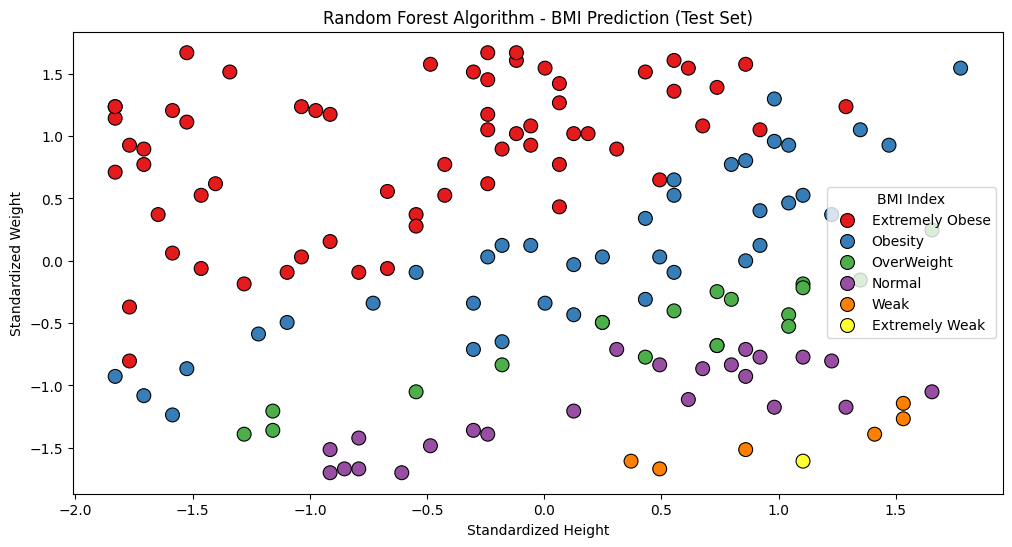 Random Forest Algorithm - BMI Prediction (Test Set)
Standardized Weight
1.5
1.0
0.5
0.0
−0.5
−1.0
−1.5
BMI Index
Extremely Obese
Obesity
OverWeight
Normal
Weak
Extremely Weak
−2.0 −1.5 −1.0 −0.5 0.0 0.5 1.0 1.5
Standardized Height